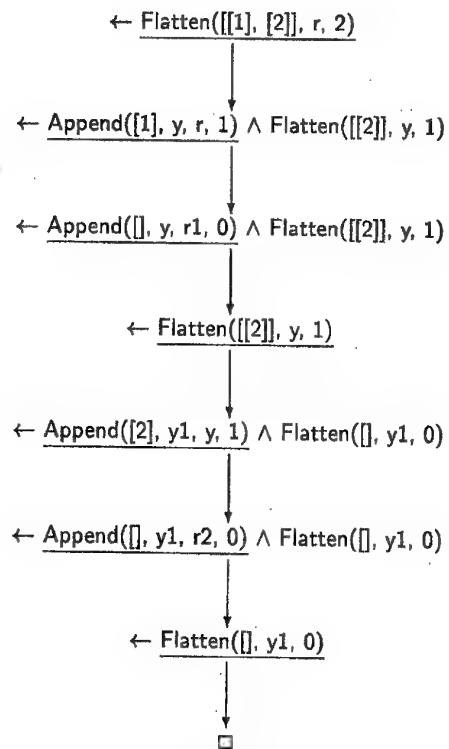 ← Flatten([[1], [2]], r, 2)
← Append([1], y, r, 1) ∧ Flatten([[2]], y, 1)
← Append([], y, r1, 0) ∧ Flatten([[2]], y, 1)
← Flatten([[2]], y, 1)
← Append([2], y1, y, 1) ∧ Flatten([], y1, 0)
← Append([], y1, r2, 0) ∧ Flatten([], y1, 0)
← Flatten([], y1, 0)
□